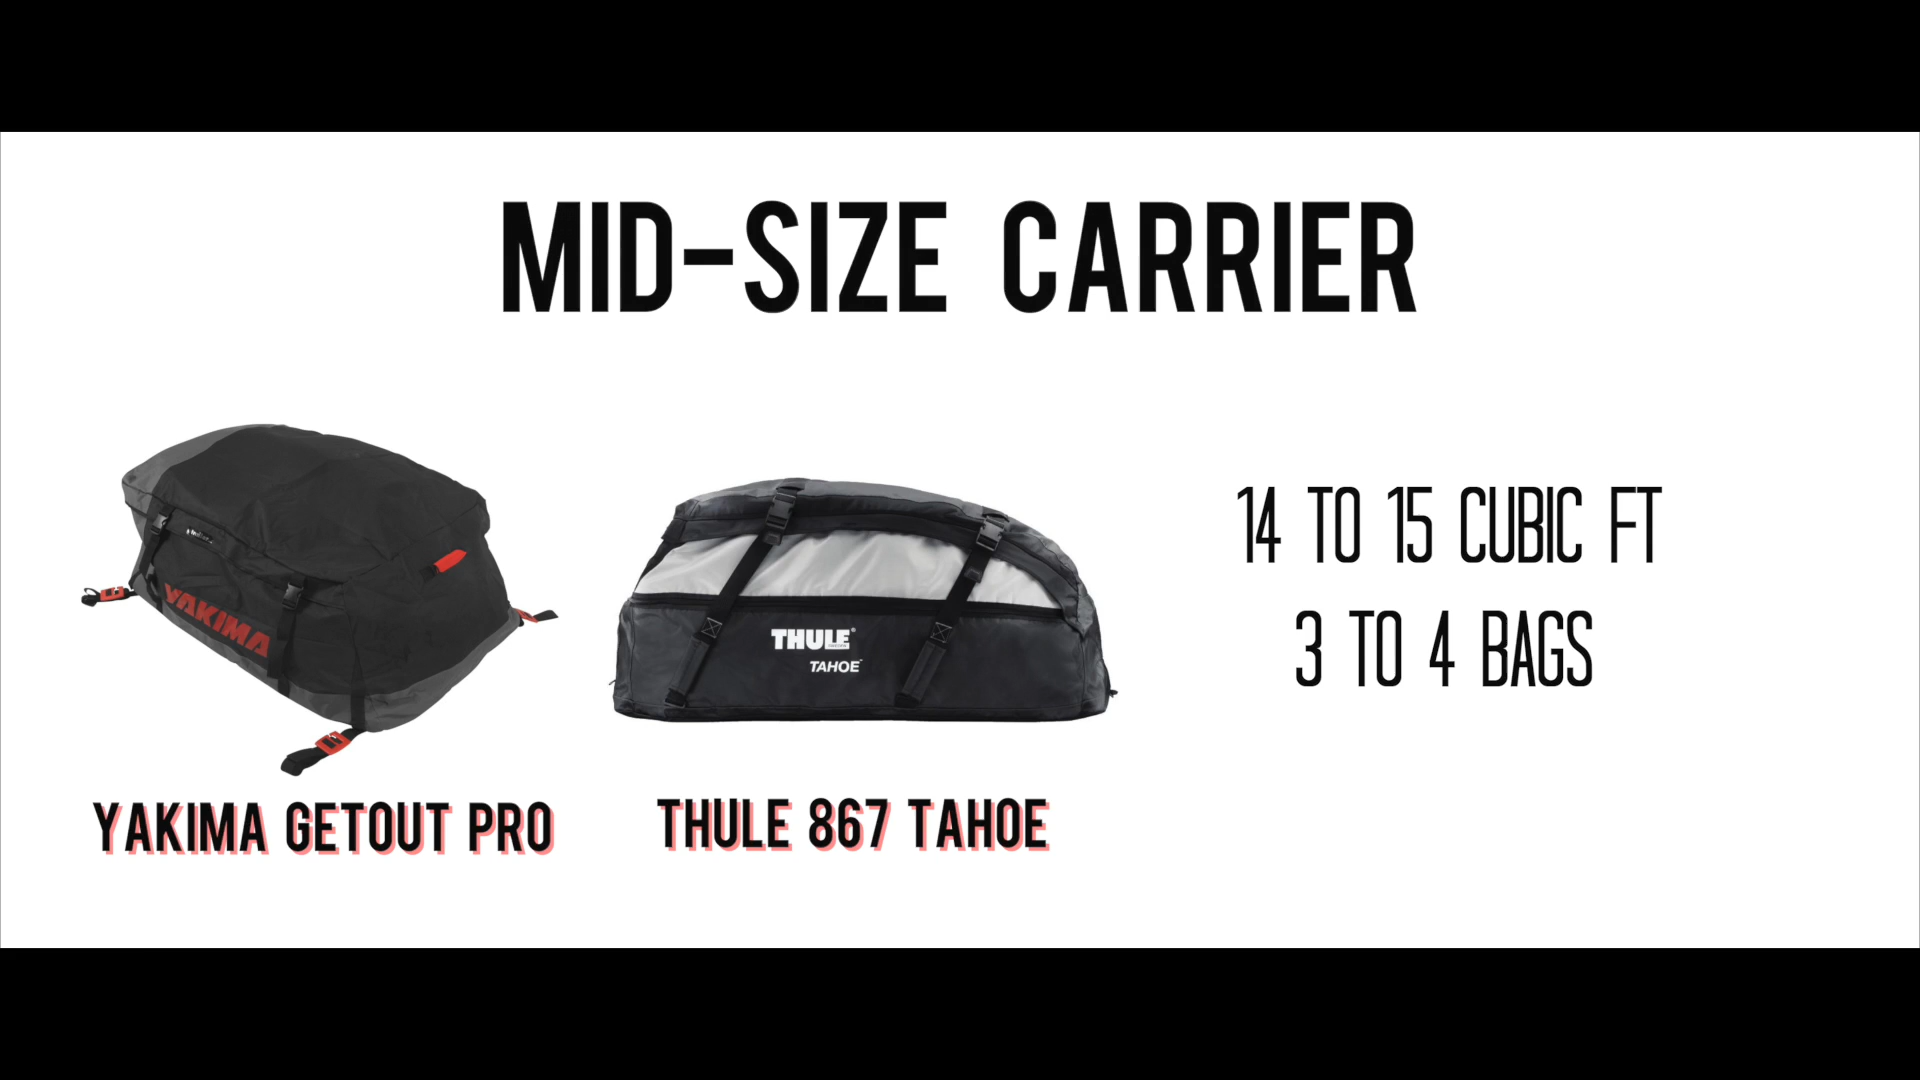 MID-SIZE CARRIER
YAKIMA
THULE
TAHOE
14 TO 15 CUBIC FT
3 TO 4 BAGS
YAKIMA GETOUT PRO
THULE 867 TAHOE